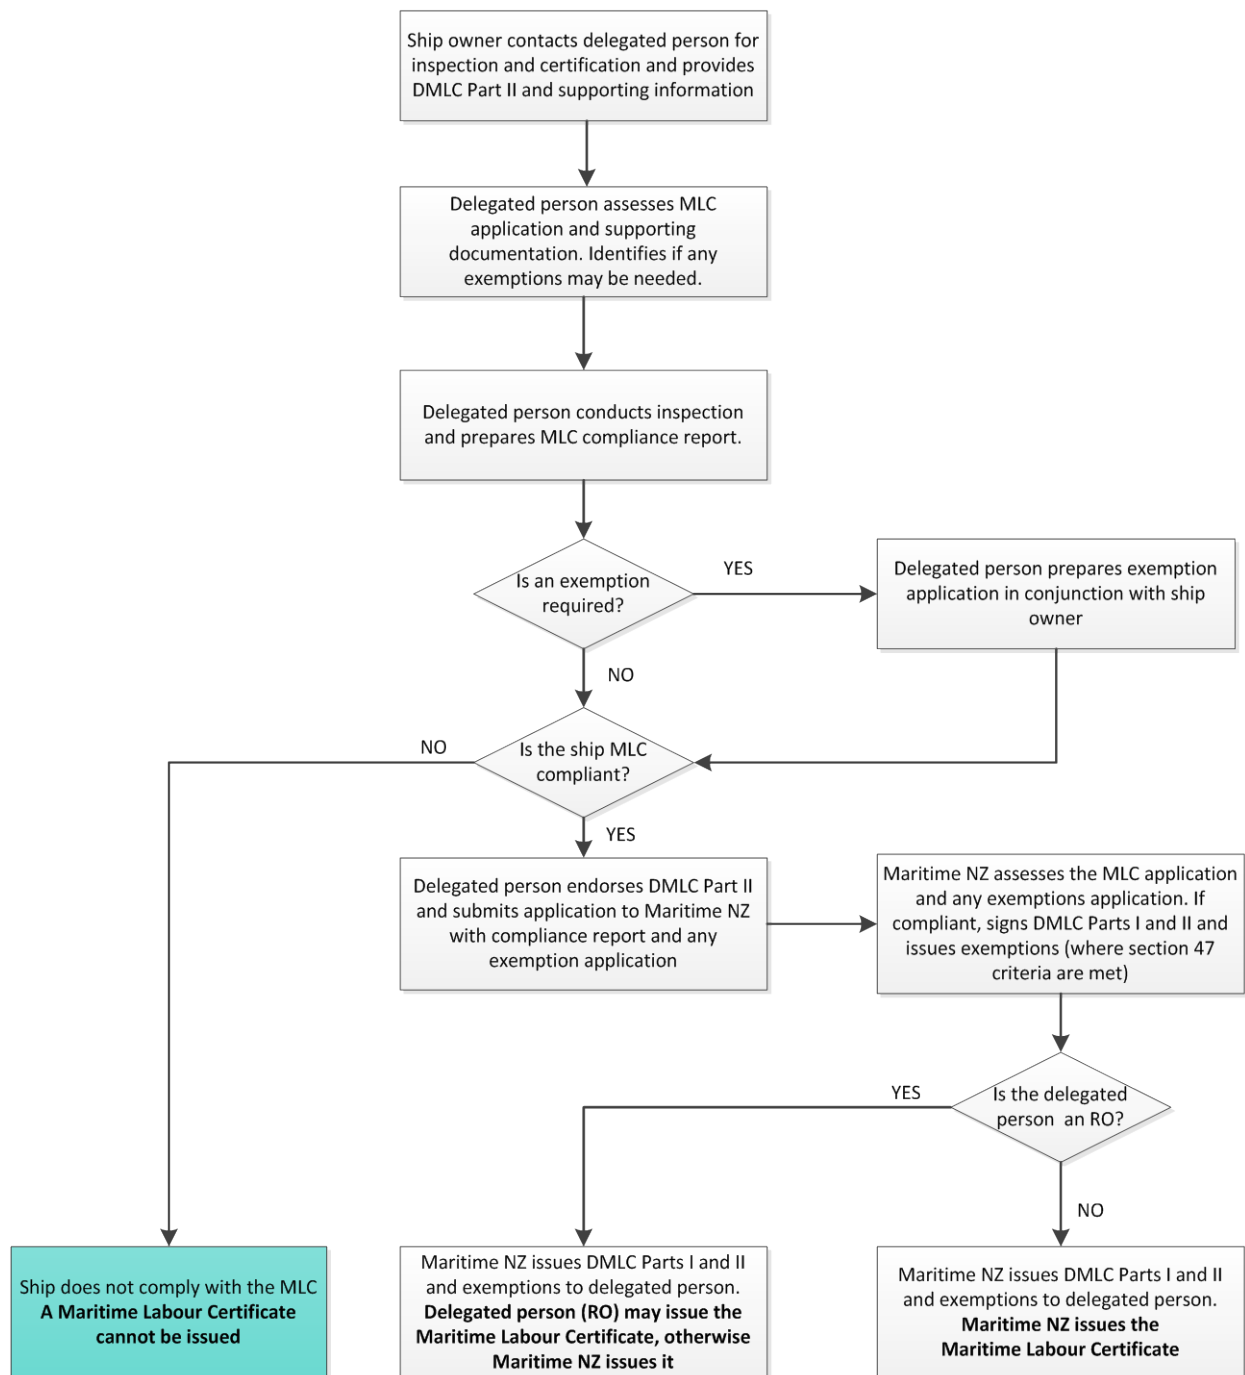 Ship owner contacts delegated person for
inspection and certification and provides
DMLC Part II and supporting information
Delegated person assesses MLC
application and supporting
documentation. Identifies if any
exemptions may be needed.
Delegated person conducts inspection
and prepares MLC compliance report.
Is an exemption
required?
YES
Delegated person prepares exemption
application in conjunction with ship
owner
NO
Is the ship MLC
compliant?
NO
YES
Delegated person endorses DMLC Part II
and submits application to Maritime NZ
with compliance report and any
exemption application
Maritime NZ assesses the MLC application
and any exemptions application. If
compliant, signs DMLC Parts I and II and
issues exemptions (where section 47
criteria are met)
Is the delegated
person an RO?
YES
NO
Ship does not comply with the MLC
A Maritime Labour Certificate
cannot be issued
Maritime NZ issues DMLC Parts I and II
and exemptions to delegated person.
Delegated person (RO) may issue the
Maritime Labour Certificate, otherwise
Maritime NZ issues it
Maritime NZ issues DMLC Parts I and II
and exemptions to delegated person.
Maritime NZ issues the
Maritime Labour Certificate